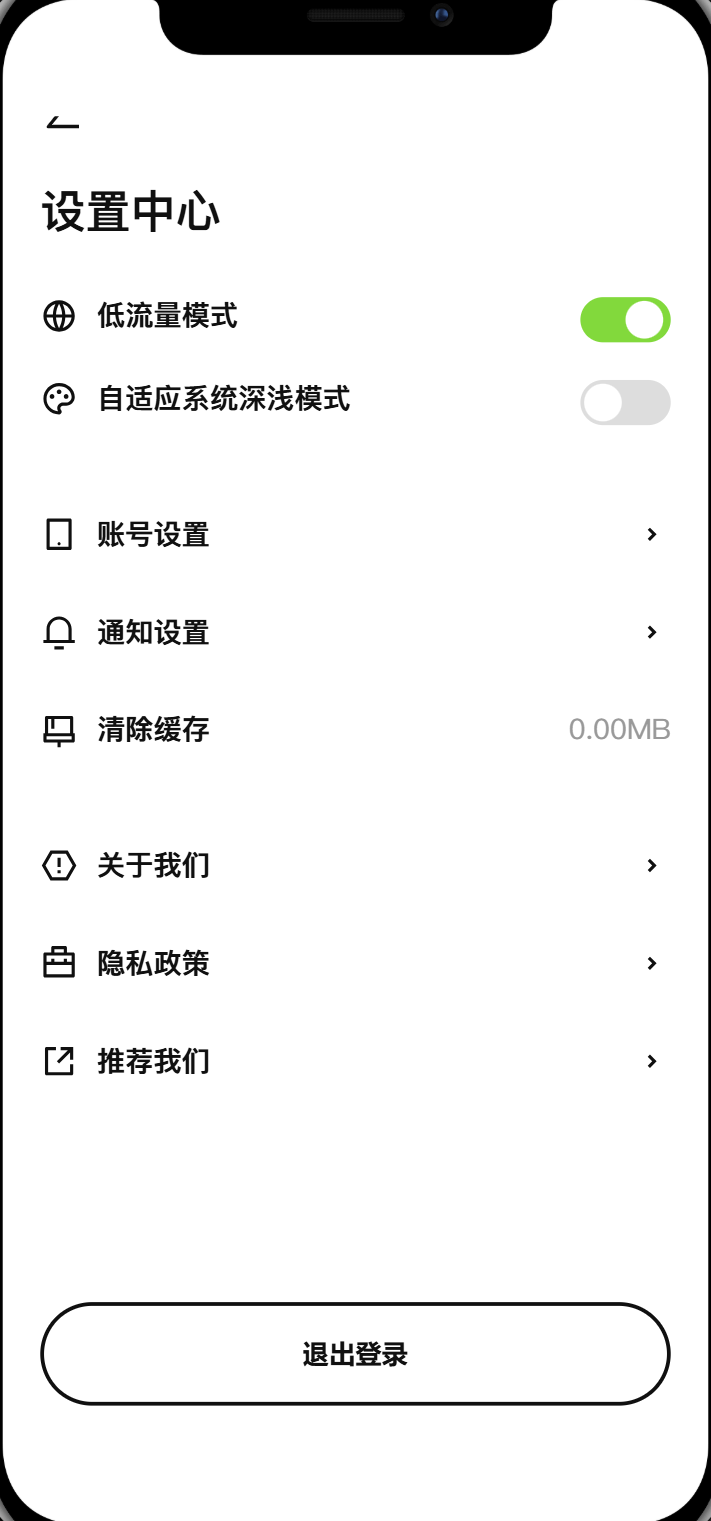 设置中心
低流量模式
自适应系统深浅模式
账号设置
通知设置
清除缓存 0.00MB
关于我们
隐私政策
推荐我们
退出登录